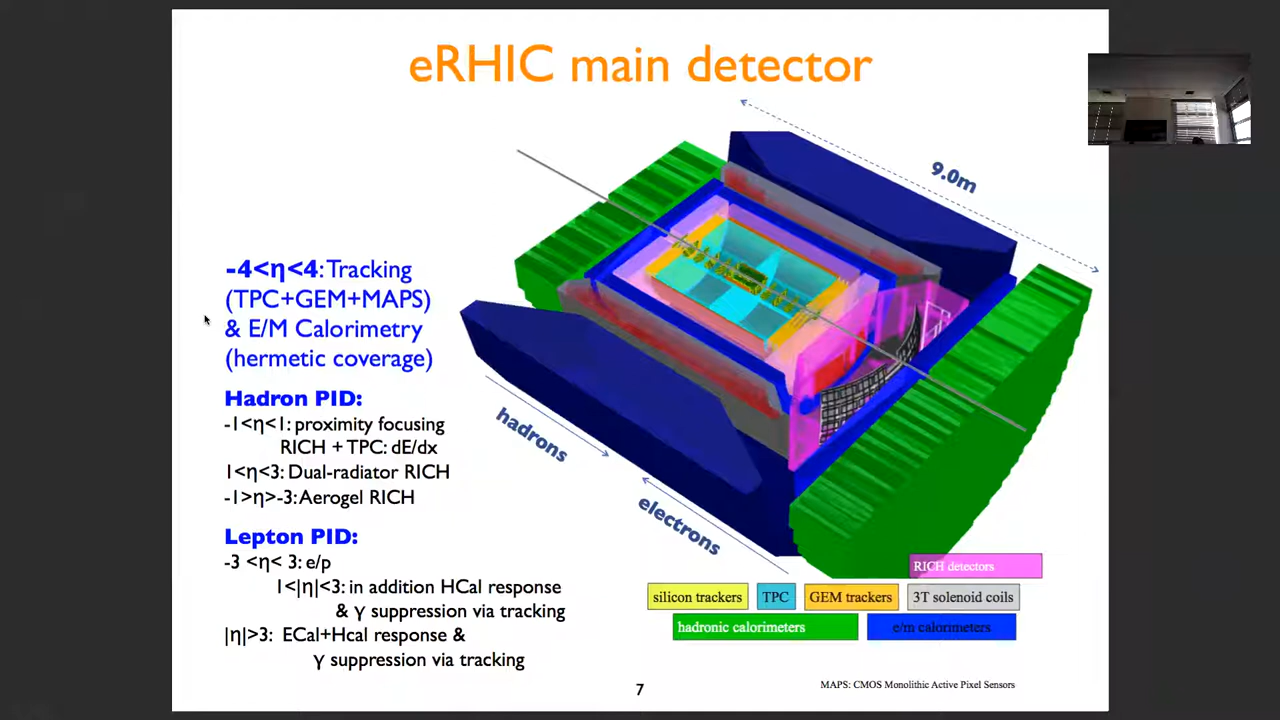 eRHIC main detector
9.0m
-4<η<4: Tracking
(TPC+GEM+MAPS)
& E/M Calorimetry
(hermetic coverage)
Hadron PID:
-1<η<1: proximity focusing
RICH + TPC: dE/dx
1<η<3: Dual-radiator RICH
-1>η>-3: Aerogel RICH
Lepton PID:
-3 <η< 3: e/p
1<|η|<3: in addition HCal response
& γ suppression via tracking
|η|>3: ECal+Hcal response &
γ suppression via tracking
hadrons
electrons
RICH detectors
silicon trackers
TPC
GEM trackers
3T solenoid coils
hadronic calorimeters
e/m calorimeters
MAPS: CMOS Monolithic Active Pixel Sensors
7